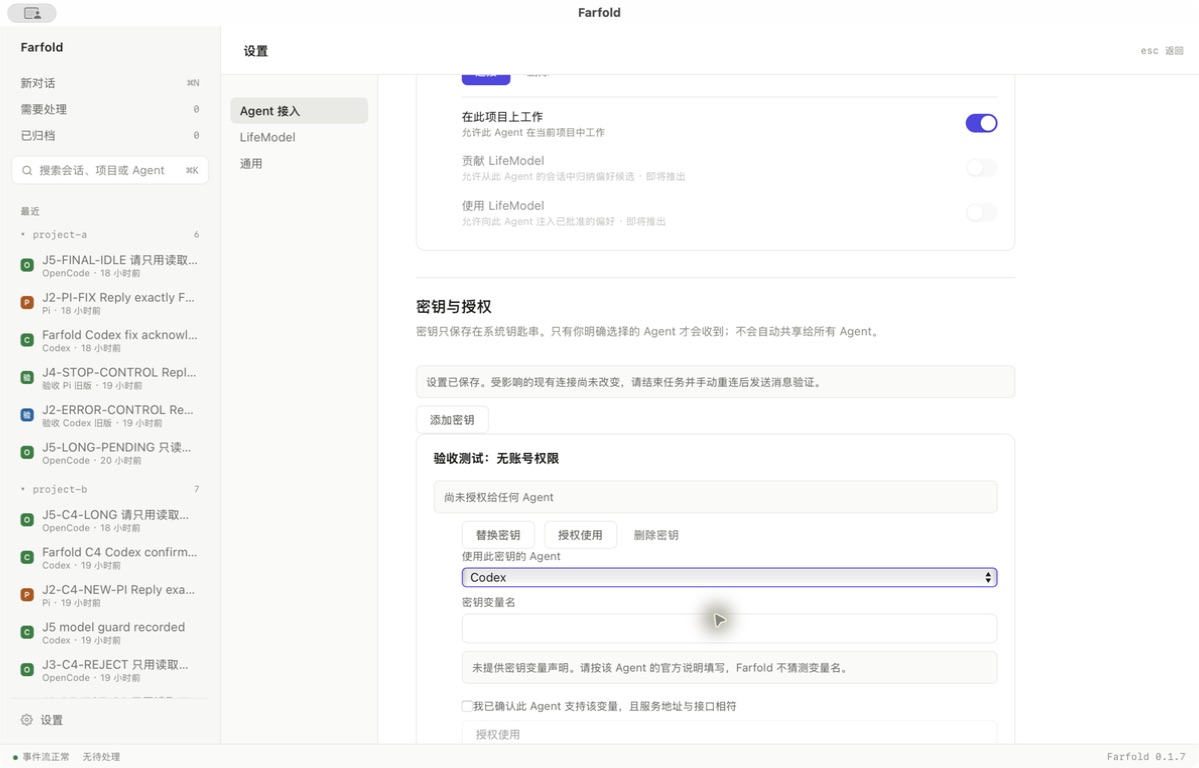 Farfold
Farfold
新对话 ⌘N
需要处理 0
已归档 0
搜索会话、项目或 Agent ⌘K
最近
• project-a 6
O J5-FINAL-IDLE 请只用读取...
OpenCode · 18 小时前
P J2-PI-FIX Reply exactly F...
Pi · 18 小时前
C Farfold Codex fix acknowl...
Codex · 18 小时前
验 J4-STOP-CONTROL Repl...
验收 Pi 旧版 · 19 小时前
验 J2-ERROR-CONTROL Re...
验收 Codex 旧版 · 19 小时前
O J5-LONG-PENDING 只读...
OpenCode · 20 小时前
• project-b 7
O J5-C4-LONG 请只用读取...
OpenCode · 18 小时前
C Farfold C4 Codex confirm...
Codex · 19 小时前
P J2-C4-NEW-PI Reply exa...
Pi · 19 小时前
C J5 model guard recorded
Codex · 19 小时前
O J3-C4-REJECT 只用读取...
OpenCode · 19 小时前
设置
设置
esc 返回
Agent 接入
LifeModel
通用
在此项目上工作
允许此 Agent 在当前项目中工作
贡献 LifeModel
允许从此 Agent 的会话中归纳偏好候选 · 即将推出
使用 LifeModel
允许向此 Agent 注入已批准的偏好 · 即将推出
密钥与授权
密钥只保存在系统钥匙串。只有你明确选择的 Agent 才会收到；不会自动共享给所有 Agent。
设置已保存。受影响的现有连接尚未改变，请结束任务并手动重连后发送消息验证。
添加密钥
验收测试：无账号权限
尚未授权给任何 Agent
替换密钥 授权使用 删除密钥
使用此密钥的 Agent
Codex
密钥变量名
未提供密钥变量声明。请按该 Agent 的官方说明填写，Farfold 不猜测变量名。
我已确认此 Agent 支持该变量，且服务地址与接口相符
授权使用
事件流正常 无待处理
Farfold 0.1.7